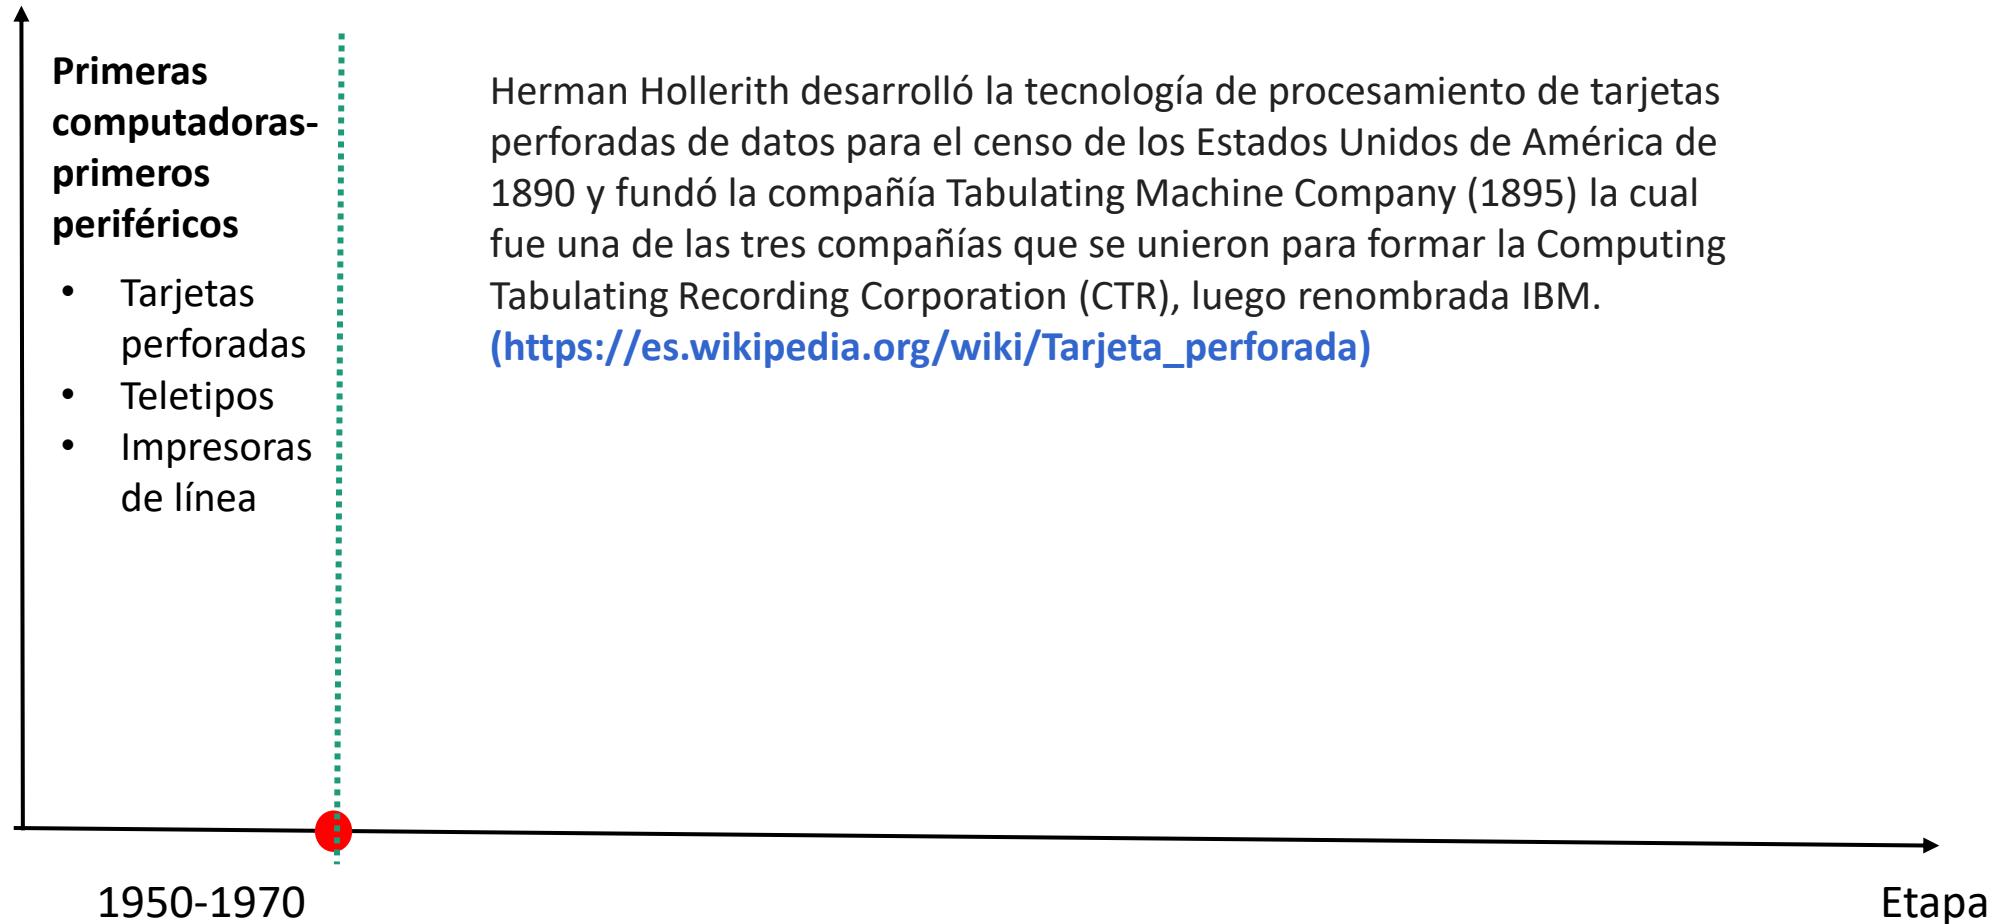 Primeras
computadoras-
primeros
periféricos
• Tarjetas
perforadas
• Teletipos
• Impresoras
de línea
Herman Hollerith desarrolló la tecnología de procesamiento de tarjetas
perforadas de datos para el censo de los Estados Unidos de América de
1890 y fundó la compañía Tabulating Machine Company (1895) la cual
fue una de las tres compañías que se unieron para formar la Computing
Tabulating Recording Corporation (CTR), luego renombrada IBM.
(https://es.wikipedia.org/wiki/Tarjeta_perforada)
1950-1970
Etapa